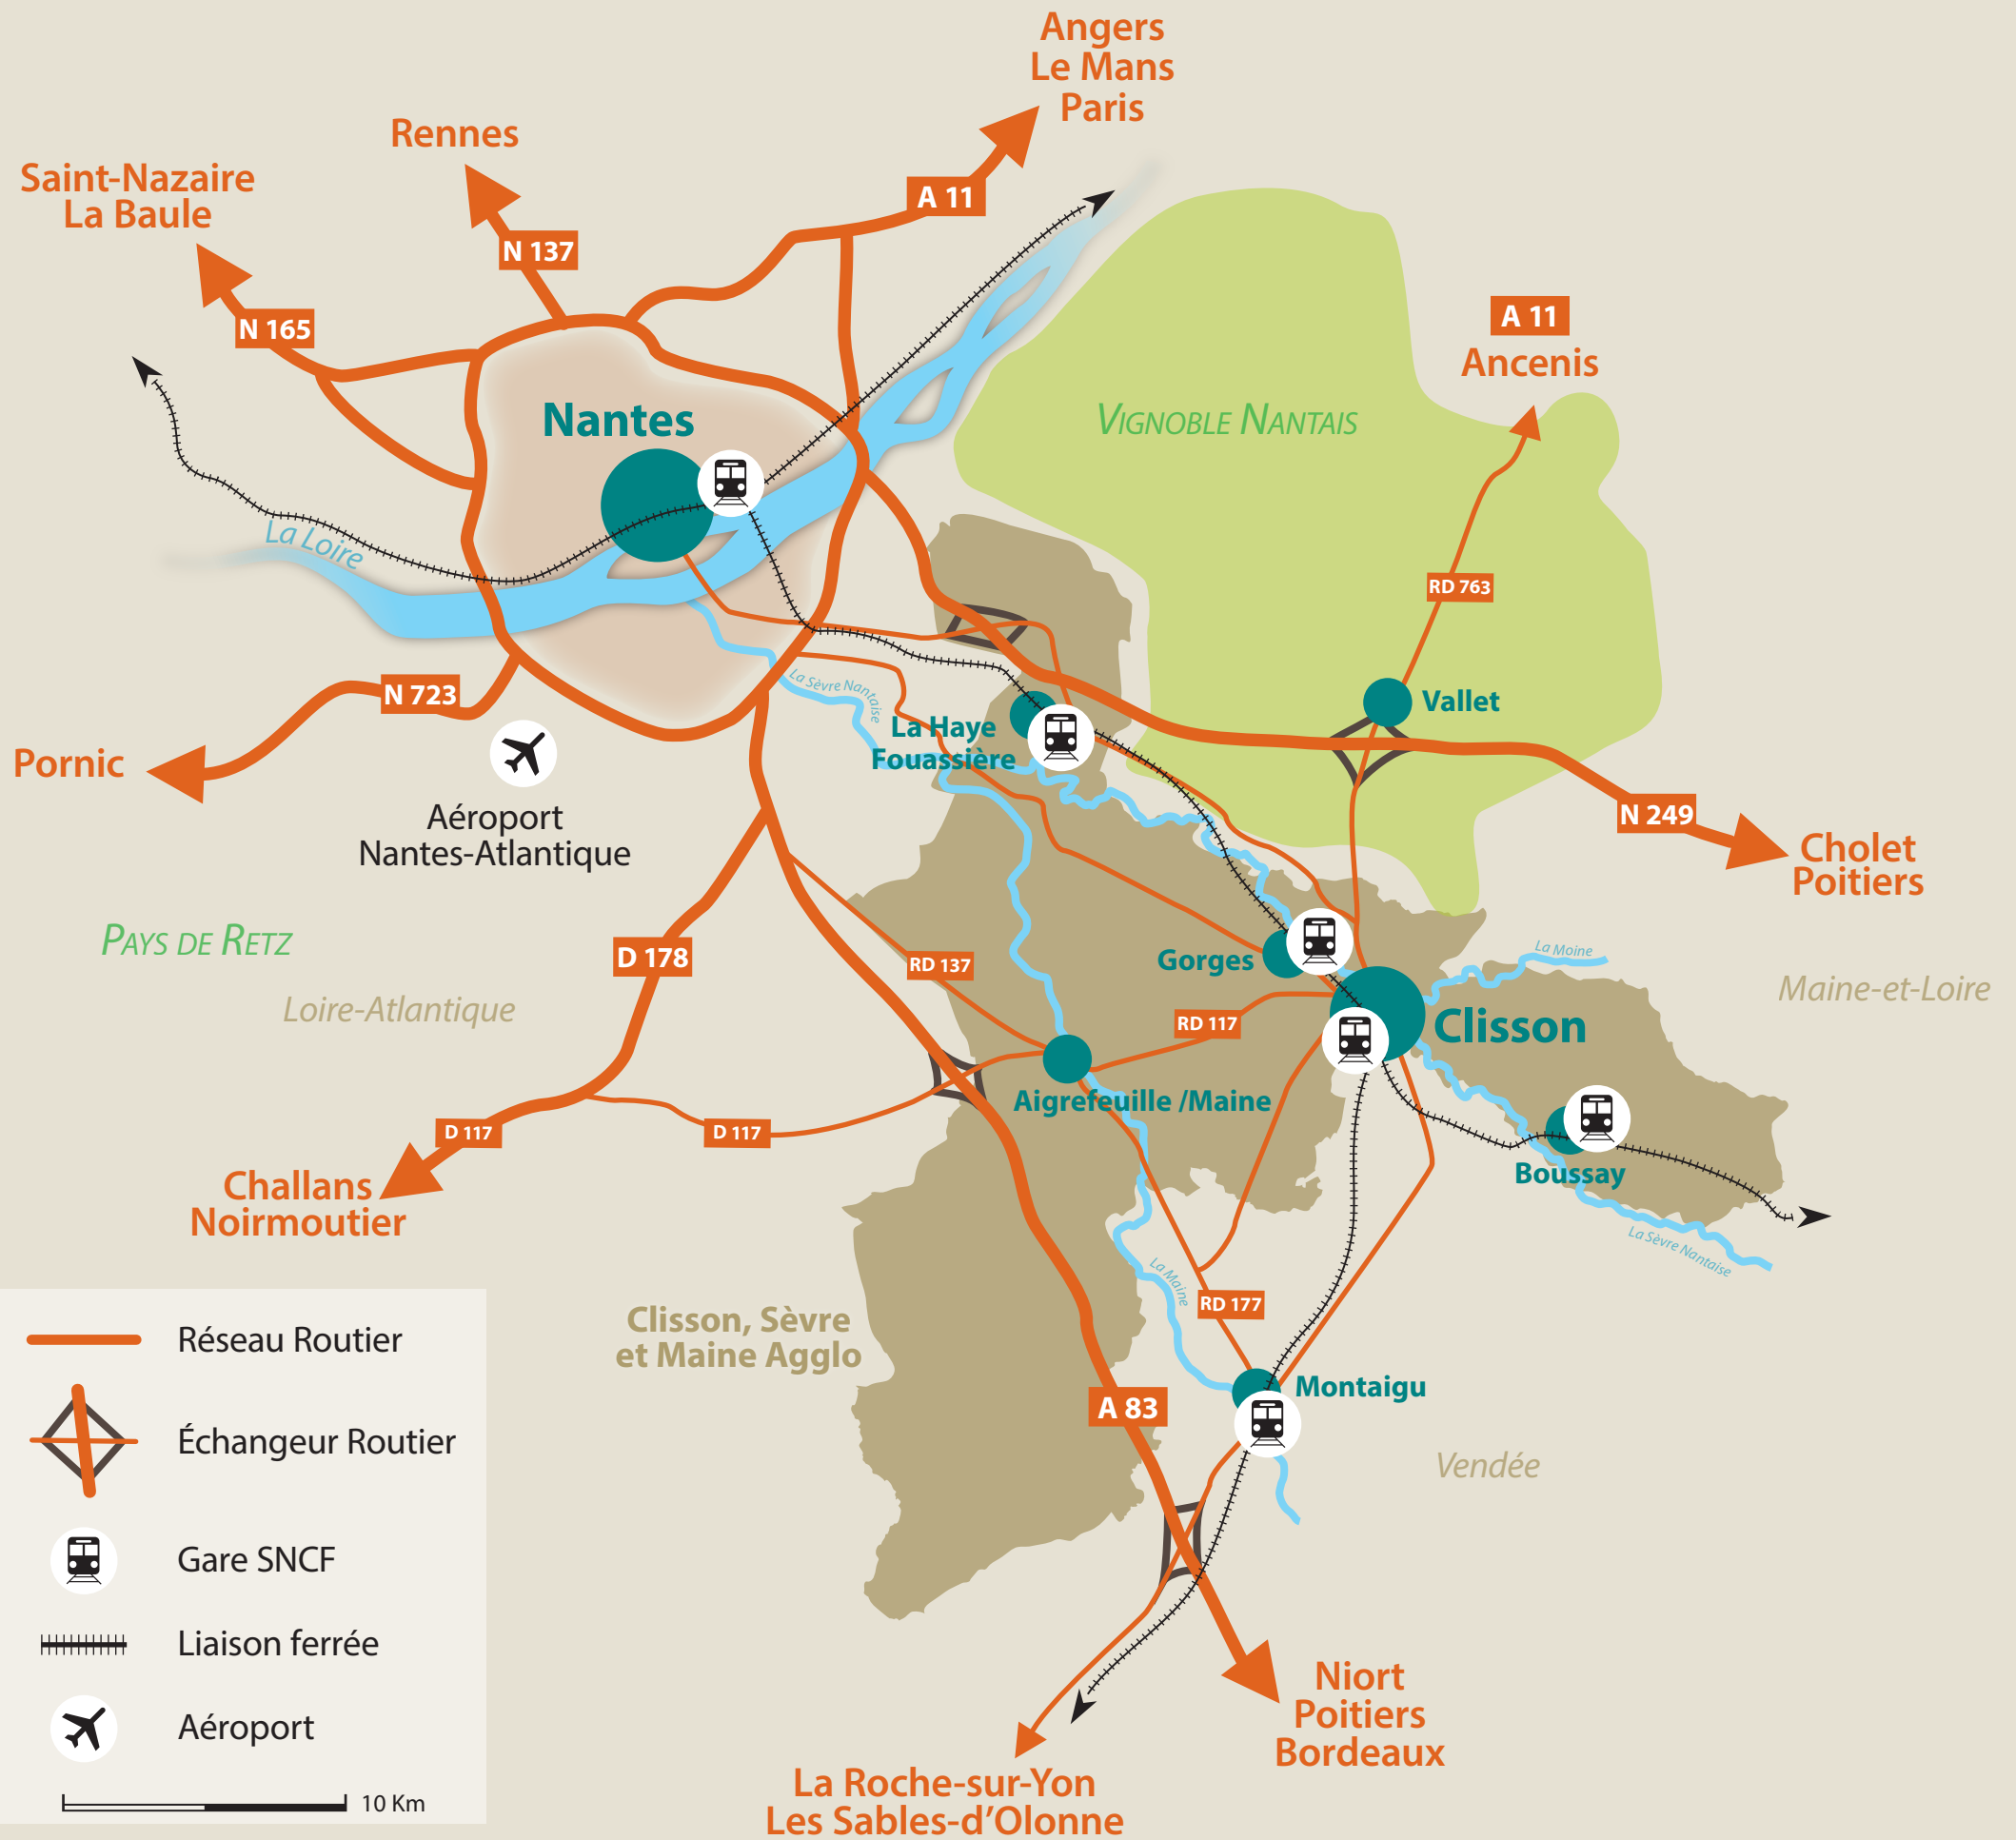 Angers
Le Mans
Paris
Rennes
Saint-Nazaire
La Baule
A 11
N 137
N 165
A 11
Ancenis
Nantes
VIGNOBLE NANTAIS
La Loire
RD 763
La Sèvre Nantaise
N 723
Vallet
La Haye
Fouassière
Pornic
Aéroport
Nantes-Atlantique
N 249
Cholet
Poitiers
PAYS DE RETZ
D 178
RD 137
Gorges
La Moine
Maine-et-Loire
Loire-Atlantique
RD 117
Clisson
Aigrefeuille /Maine
D 117
D 117
Boussay
Challans
Noirmoutier
La Sèvre Nantaise
La Maine
RD 177
Clisson, Sèvre
et Maine Agglo
Montaigu
A 83
Vendée
Réseau Routier
Échangeur Routier
Gare SNCF
Liaison ferrée
Aéroport
10 Km
Niort
Poitiers
Bordeaux
La Roche-sur-Yon
Les Sables-d’Olonne